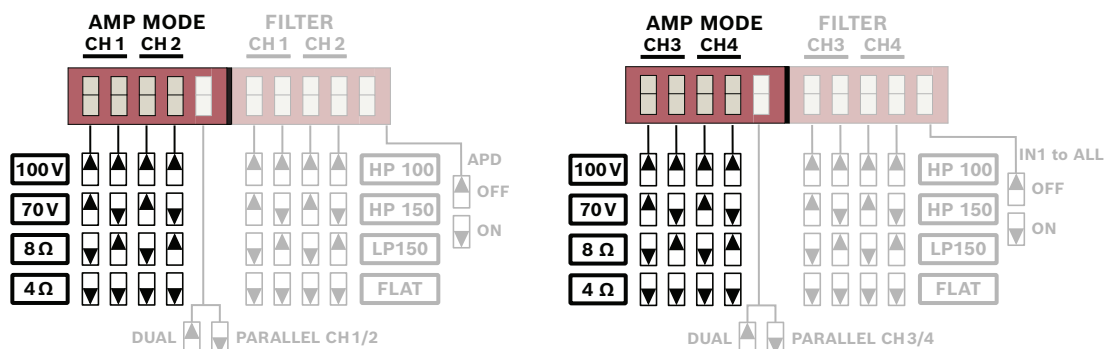 AMP MODE FILTER
CH 1 CH 2 CH 1 CH 2
100 V HP 100 APD
OFF
70 V HP 150
ON
8 Ω LP150
4 Ω FLAT
DUAL PARALLEL CH 1/2
AMP MODE FILTER
CH3 CH4 CH3 CH4
100 V HP 100 IN1 to ALL
OFF
70 V HP 150
ON
8 Ω LP150
4 Ω FLAT
DUAL PARALLEL CH 3/4